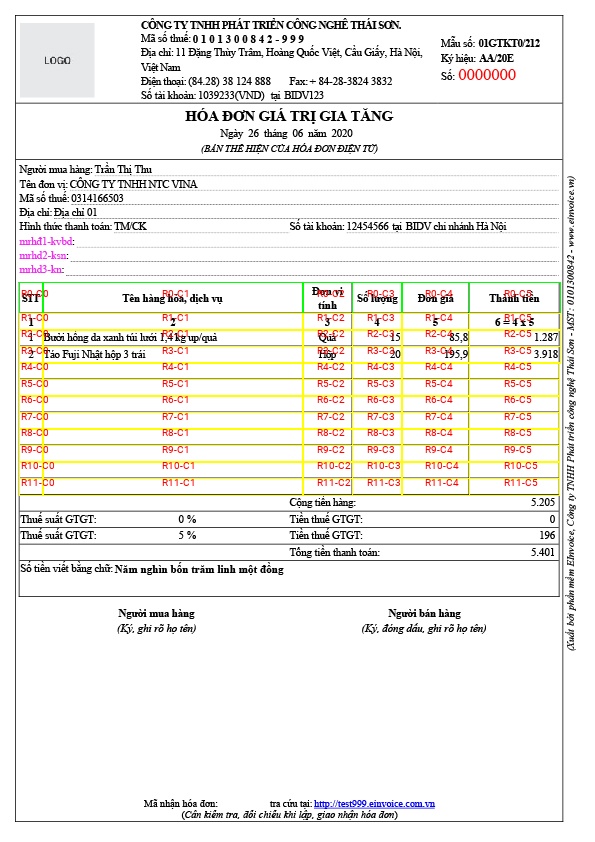 LOGO
CÔNG TY TNHH PHÁT TRIỂN CÔNG NGHỆ THÁI SƠN.
Mã số thuế: 0 1 0 1 3 0 0 8 4 2 - 9 9 9
Địa chỉ: 11 Đặng Thùy Trâm, Hoàng Quốc Việt, Cầu Giấy, Hà Nội,
Việt Nam
Điện thoại: (84.28) 38 124 888 Fax: + 84-28-3824 3832
Số tài khoản: 1039233(VND) tại BIDV123
Mẫu số: 01GTKT0/212
Ký hiệu: AA/20E
Số: 0000000
HÓA ĐƠN GIÁ TRỊ GIA TĂNG
Ngày 26 tháng 06 năm 2020
(BẢN THỂ HIỆN CỦA HÓA ĐƠN ĐIỆN TỬ)
Người mua hàng: Trần Thị Thu
Tên đơn vị: CÔNG TY TNHH NTC VINA
Mã số thuế: 0314166503
Địa chỉ: Địa chỉ 01
Hình thức thanh toán: TM/CK Số tài khoản: 12454566 tại BIDV chi nhánh Hà Nội
mrhđ1-kvbd:
mrhd2-ksn:
mrhd3-kn:
STT Tên hàng hóa, dịch vụ Đơn vị tính Số lượng Đơn giá Thành tiền
R0-C0 R0-C1 R0-C2 R0-C3 R0-C4 R0-C5
R1-C0 R1-C1 R1-C2 R1-C3 R1-C4 R1-C5
1 2 3 4 5 6 = 4 x 5
R2-C0 R2-C1 R2-C2 R2-C3 R2-C4 R2-C5
1 Bưởi hồng da xanh túi lưới 1,4 kg up/quả Quả 15 85,8 1.287
R3-C0 R3-C1 R3-C2 R3-C3 R3-C4 R3-C5
2 Táo Fuji Nhật hộp 3 trái Hộp 20 195,9 3.918
R4-C0 R4-C1 R4-C2 R4-C3 R4-C4 R4-C5
R5-C0 R5-C1 R5-C2 R5-C3 R5-C4 R5-C5
R6-C0 R6-C1 R6-C2 R6-C3 R6-C4 R6-C5
R7-C0 R7-C1 R7-C2 R7-C3 R7-C4 R7-C5
R8-C0 R8-C1 R8-C2 R8-C3 R8-C4 R8-C5
R9-C0 R9-C1 R9-C2 R9-C3 R9-C4 R9-C5
R10-C0 R10-C1 R10-C2 R10-C3 R10-C4 R10-C5
R11-C0 R11-C1 R11-C2 R11-C3 R11-C4 R11-C5
Cộng tiền hàng: 5.205
Thuế suất GTGT: 0 % Tiền thuế GTGT: 0
Thuế suất GTGT: 5 % Tiền thuế GTGT: 196
Tổng tiền thanh toán: 5.401
Số tiền viết bằng chữ: Năm nghìn bốn trăm linh một đồng
Người mua hàng Người bán hàng
(Ký, ghi rõ họ tên) (Ký, đóng dấu, ghi rõ họ tên)
Mã nhận hóa đơn: tra cứu tại: http://test999.einvoice.com.vn
(Cần kiểm tra, đối chiếu khi lập, giao nhận hóa đơn)
(Xuất bởi phần mềm EInvoice, Công ty TNHH Phát triển công nghệ Thái Sơn - MST: 0101300842 - www.einvoice.vn)